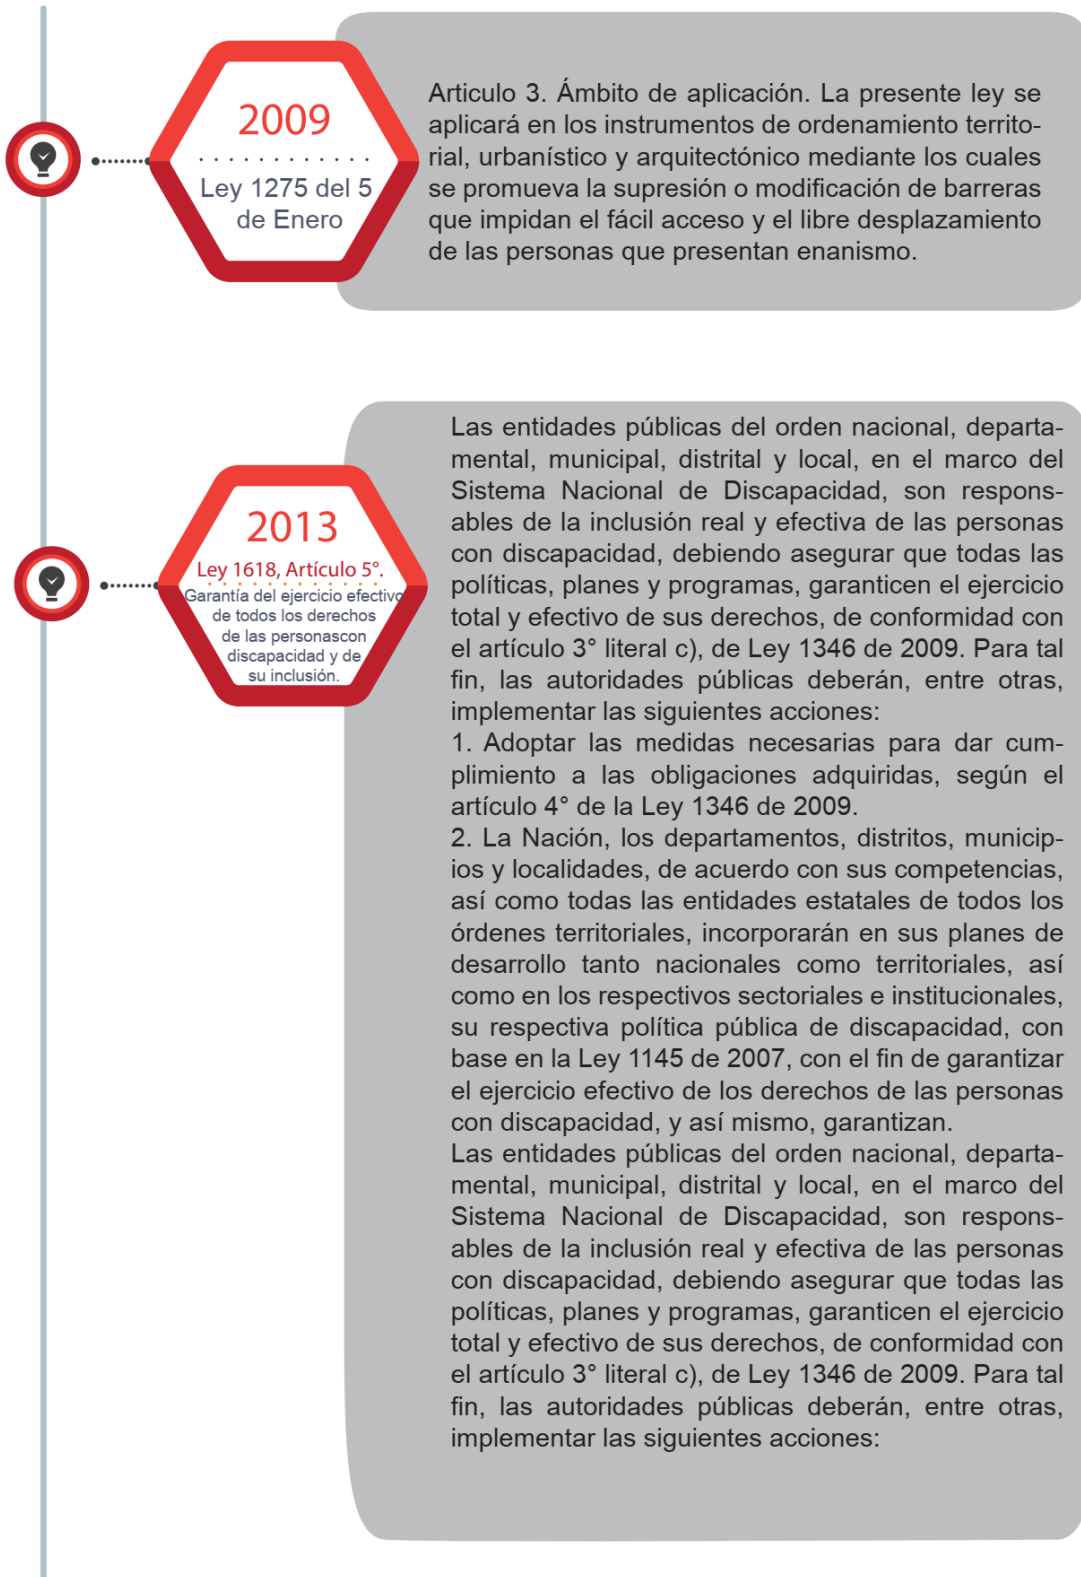 2009
Ley 1275 del 5
de Enero
Articulo 3. Ámbito de aplicación. La presente ley se
aplicará en los instrumentos de ordenamiento territo-
rial, urbanístico y arquitectónico mediante los cuales
se promueva la supresión o modificación de barreras
que impidan el fácil acceso y el libre desplazamiento
de las personas que presentan enanismo.
2013
Ley 1618, Artículo 5°.
Garantía del ejercicio efectivo
de todos los derechos
de las personascon
discapacidad y de
su inclusión.
Las entidades públicas del orden nacional, departa-
mental, municipal, distrital y local, en el marco del
Sistema Nacional de Discapacidad, son respons-
ables de la inclusión real y efectiva de las personas
con discapacidad, debiendo asegurar que todas las
políticas, planes y programas, garanticen el ejercicio
total y efectivo de sus derechos, de conformidad con
el artículo 3° literal c), de Ley 1346 de 2009. Para tal
fin, las autoridades públicas deberán, entre otras,
implementar las siguientes acciones:
1. Adoptar las medidas necesarias para dar cum-
plimiento a las obligaciones adquiridas, según el
artículo 4° de la Ley 1346 de 2009.
2. La Nación, los departamentos, distritos, municip-
ios y localidades, de acuerdo con sus competencias,
así como todas las entidades estatales de todos los
órdenes territoriales, incorporarán en sus planes de
desarrollo tanto nacionales como territoriales, así
como en los respectivos sectoriales e institucionales,
su respectiva política pública de discapacidad, con
base en la Ley 1145 de 2007, con el fin de garantizar
el ejercicio efectivo de los derechos de las personas
con discapacidad, y así mismo, garantizan.
Las entidades públicas del orden nacional, departa-
mental, municipal, distrital y local, en el marco del
Sistema Nacional de Discapacidad, son respons-
ables de la inclusión real y efectiva de las personas
con discapacidad, debiendo asegurar que todas las
políticas, planes y programas, garanticen el ejercicio
total y efectivo de sus derechos, de conformidad con
el artículo 3° literal c), de Ley 1346 de 2009. Para tal
fin, las autoridades públicas deberán, entre otras,
implementar las siguientes acciones: